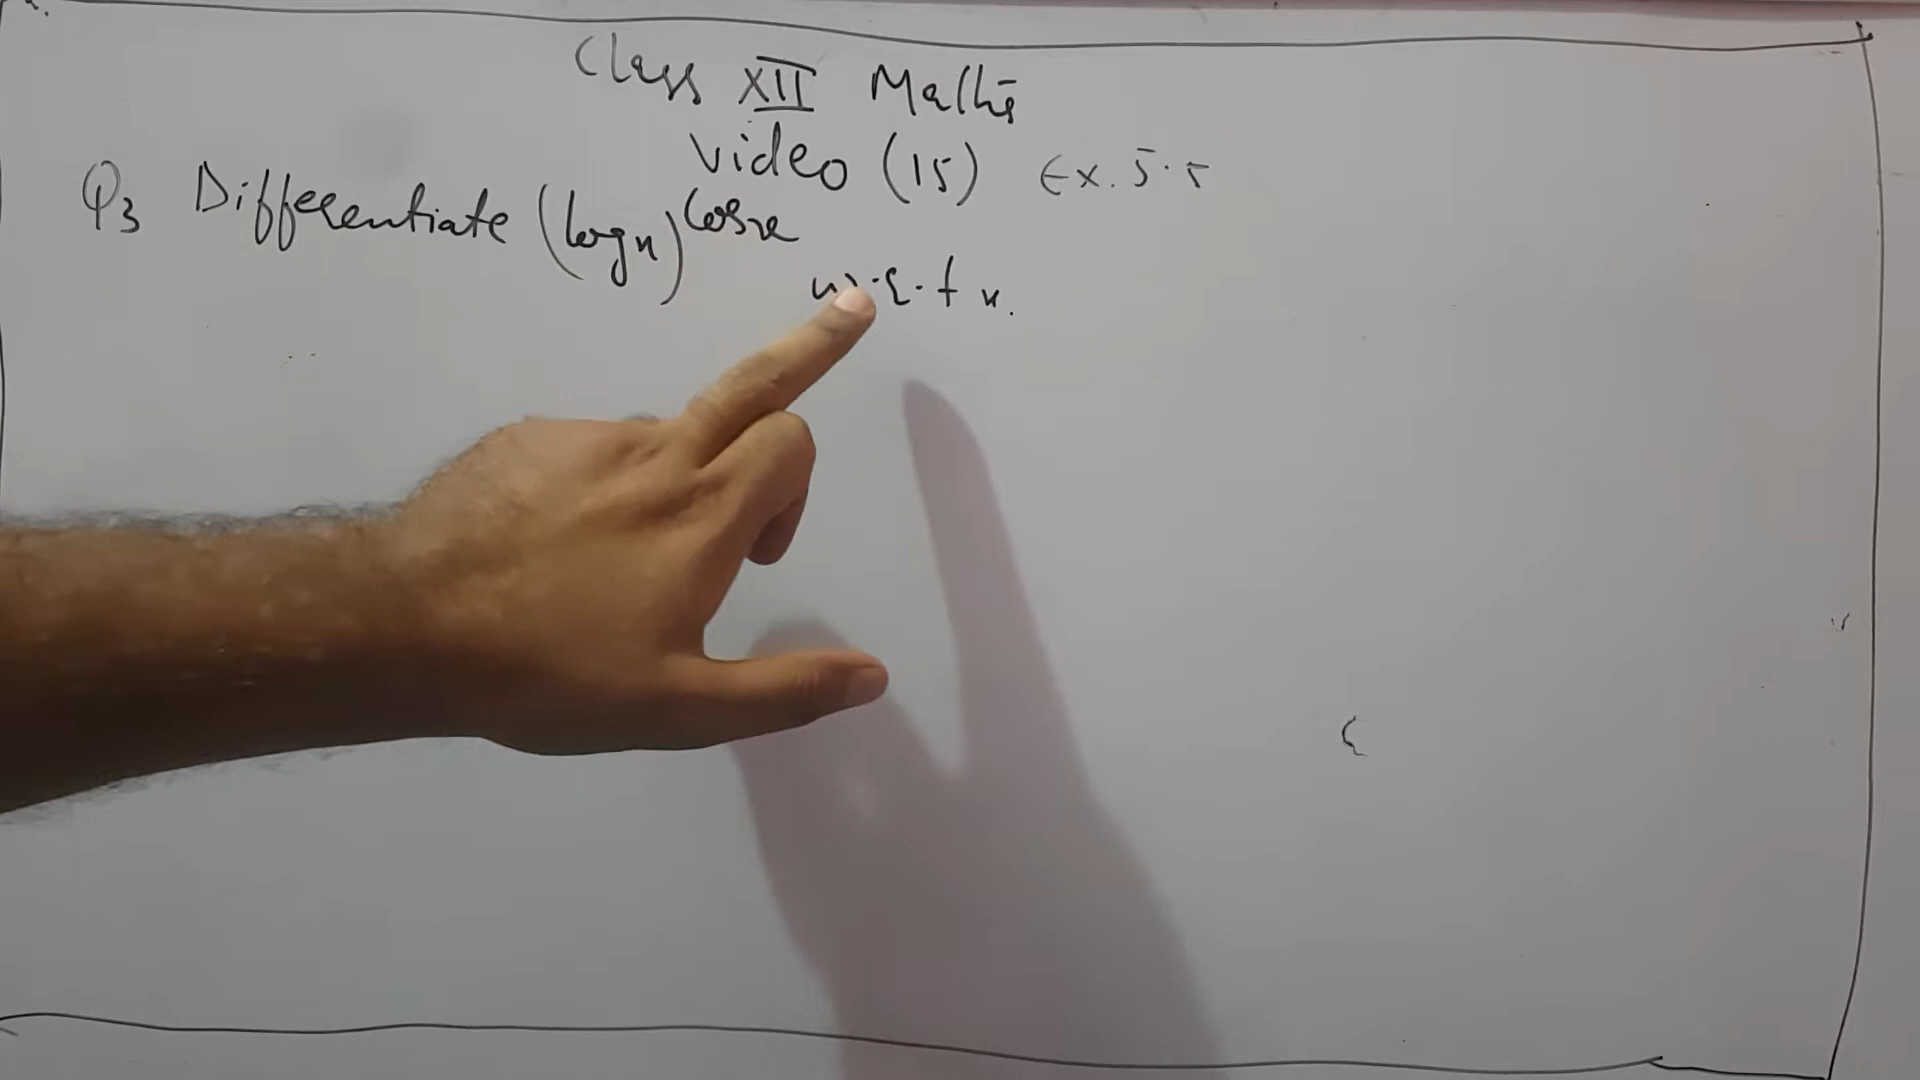 Class XII Maths
Video (15) Ex. 5.5
Q3 Differentiate (log x)^cos x
w.r.t x.